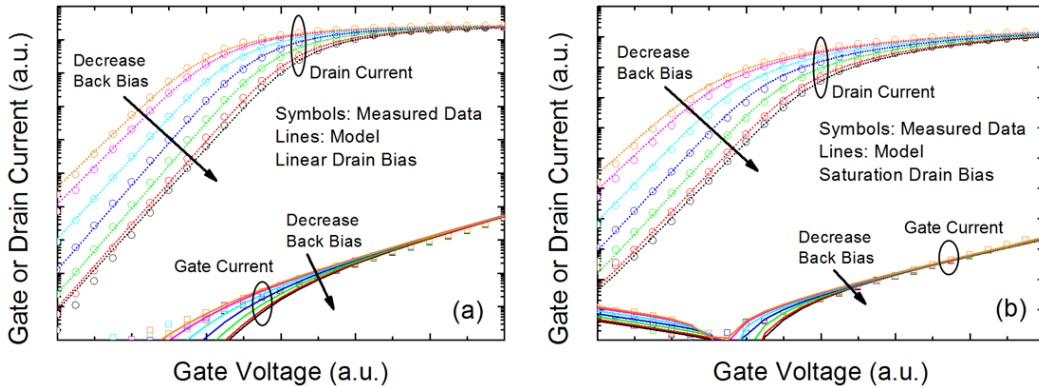 Gate or Drain Current (a.u.)
Decrease
Back Bias
Drain Current
Symbols: Measured Data
Lines: Model
Linear Drain Bias
Decrease
Back Bias
Gate Current
(a)
Gate Voltage (a.u.)
Gate or Drain Current (a.u.)
Decrease
Back Bias
Drain Current
Symbols: Measured Data
Lines: Model
Saturation Drain Bias
Gate Current
Decrease
Back Bias
(b)
Gate Voltage (a.u.)